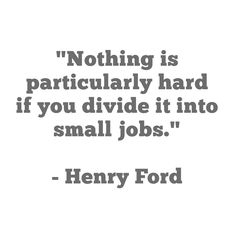 "Nothing is
particularly hard
if you divide it into
small jobs."
- Henry Ford